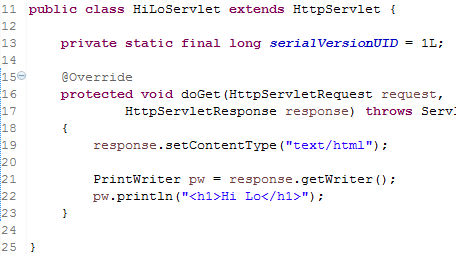 11 public class HiLoServlet extends HttpServlet {
12
13     private static final long serialVersionUID = 1L;
14
15     @Override
16     protected void doGet(HttpServletRequest request,
17             HttpServletResponse response) throws Servl
18     {
19         response.setContentType("text/html");
20
21         PrintWriter pw = response.getWriter();
22         pw.println("<h1>Hi Lo</h1>");
23     }
24
25 }